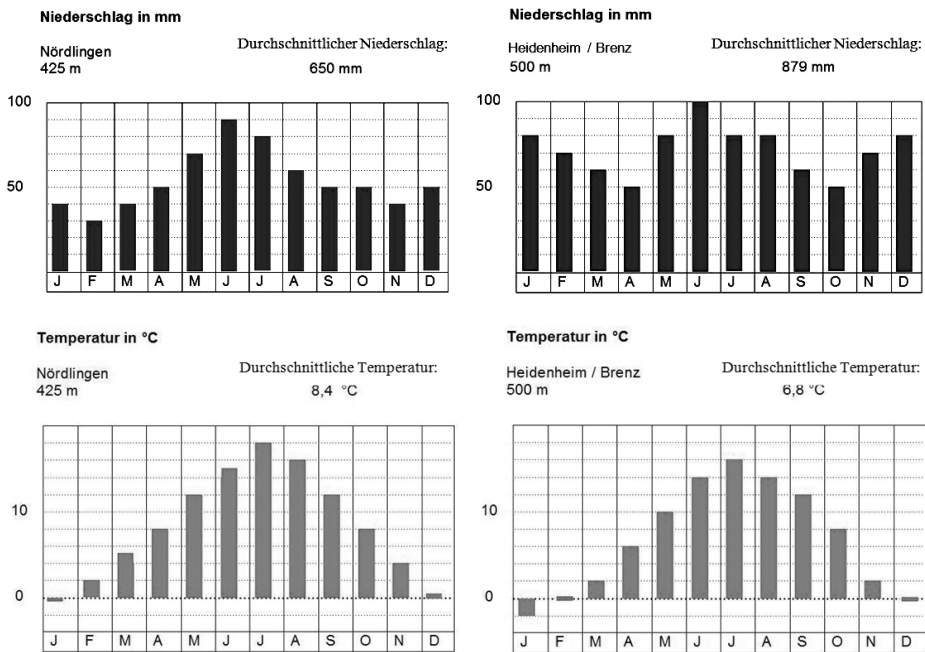 Niederschlag in mm
Nördlingen
425 m
Durchschnittlicher Niederschlag:
650 mm
100
50
J F M A M J J A S O N D
Niederschlag in mm
Heidenheim / Brenz
500 m
Durchschnittlicher Niederschlag:
879 mm
100
50
J F M A M J J A S O N D
Temperatur in °C
Nördlingen
425 m
Durchschnittliche Temperatur:
8,4 °C
10
0
J F M A M J J A S O N D
Temperatur in °C
Heidenheim / Brenz
500 m
Durchschnittliche Temperatur:
6,8 °C
10
0
J F M A M J J A S O N D